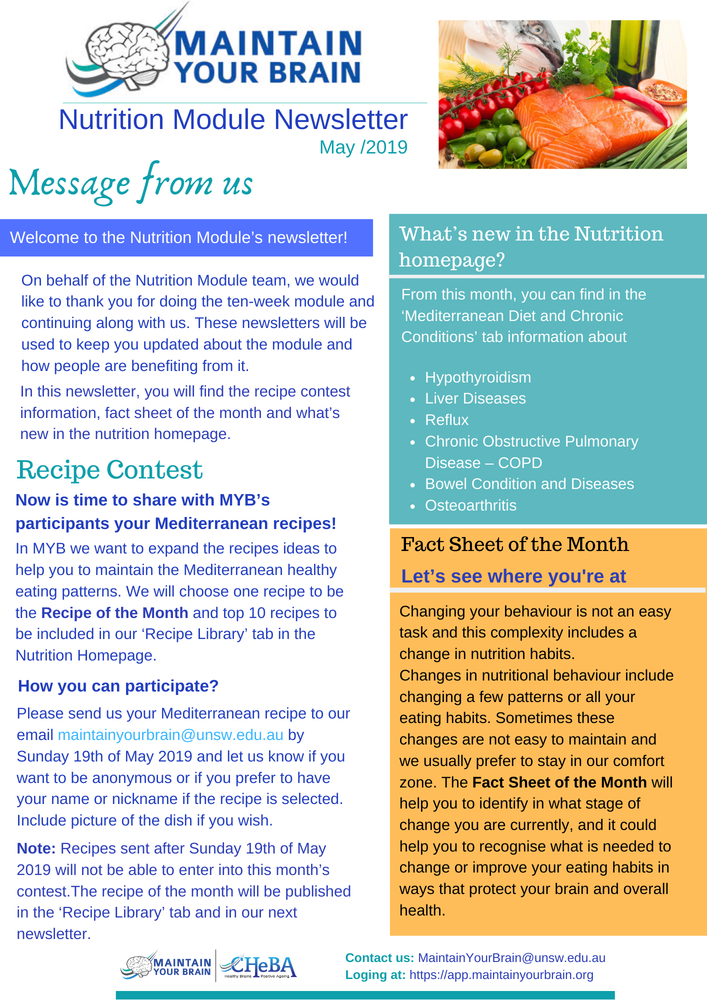 MAINTAIN
YOUR BRAIN
Nutrition Module Newsletter
May /2019
Message from us
Welcome to the Nutrition Module’s newsletter!
On behalf of the Nutrition Module team, we would
like to thank you for doing the ten-week module and
continuing along with us. These newsletters will be
used to keep you updated about the module and
how people are benefiting from it.
In this newsletter, you will find the recipe contest
information, fact sheet of the month and what’s
new in the nutrition homepage.
Recipe Contest
Now is time to share with MYB’s
participants your Mediterranean recipes!
In MYB we want to expand the recipes ideas to
help you to maintain the Mediterranean healthy
eating patterns. We will choose one recipe to be
the Recipe of the Month and top 10 recipes to
be included in our ‘Recipe Library’ tab in the
Nutrition Homepage.
How you can participate?
Please send us your Mediterranean recipe to our
email maintainyourbrain@unsw.edu.au by
Sunday 19th of May 2019 and let us know if you
want to be anonymous or if you prefer to have
your name or nickname if the recipe is selected.
Include picture of the dish if you wish.
Note: Recipes sent after Sunday 19th of May
2019 will not be able to enter into this month’s
contest.The recipe of the month will be published
in the ‘Recipe Library’ tab and in our next
newsletter.
What’s new in the Nutrition
homepage?
From this month, you can find in the
‘Mediterranean Diet and Chronic
Conditions’ tab information about
• Hypothyroidism
• Liver Diseases
• Reflux
• Chronic Obstructive Pulmonary
Disease – COPD
• Bowel Condition and Diseases
• Osteoarthritis
Fact Sheet of the Month
Let’s see where you're at
Changing your behaviour is not an easy
task and this complexity includes a
change in nutrition habits.
Changes in nutritional behaviour include
changing a few patterns or all your
eating habits. Sometimes these
changes are not easy to maintain and
we usually prefer to stay in our comfort
zone. The Fact Sheet of the Month will
help you to identify in what stage of
change you are currently, and it could
help you to recognise what is needed to
change or improve your eating habits in
ways that protect your brain and overall
health.
MAINTAIN
YOUR BRAIN
CHeBA
Healthy Brains Positive Ageing
Contact us: MaintainYourBrain@unsw.edu.au
Loging at: https://app.maintainyourbrain.org